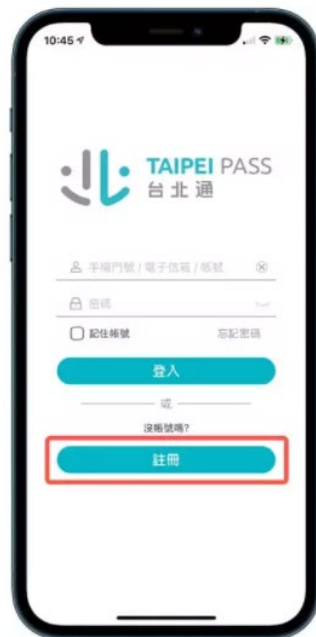 10:45
TAIPEI PASS
台北通
手機門號 / 電子信箱 / 帳號
密碼
記住帳號
忘記密碼
登入
或
沒帳號嗎?
註冊